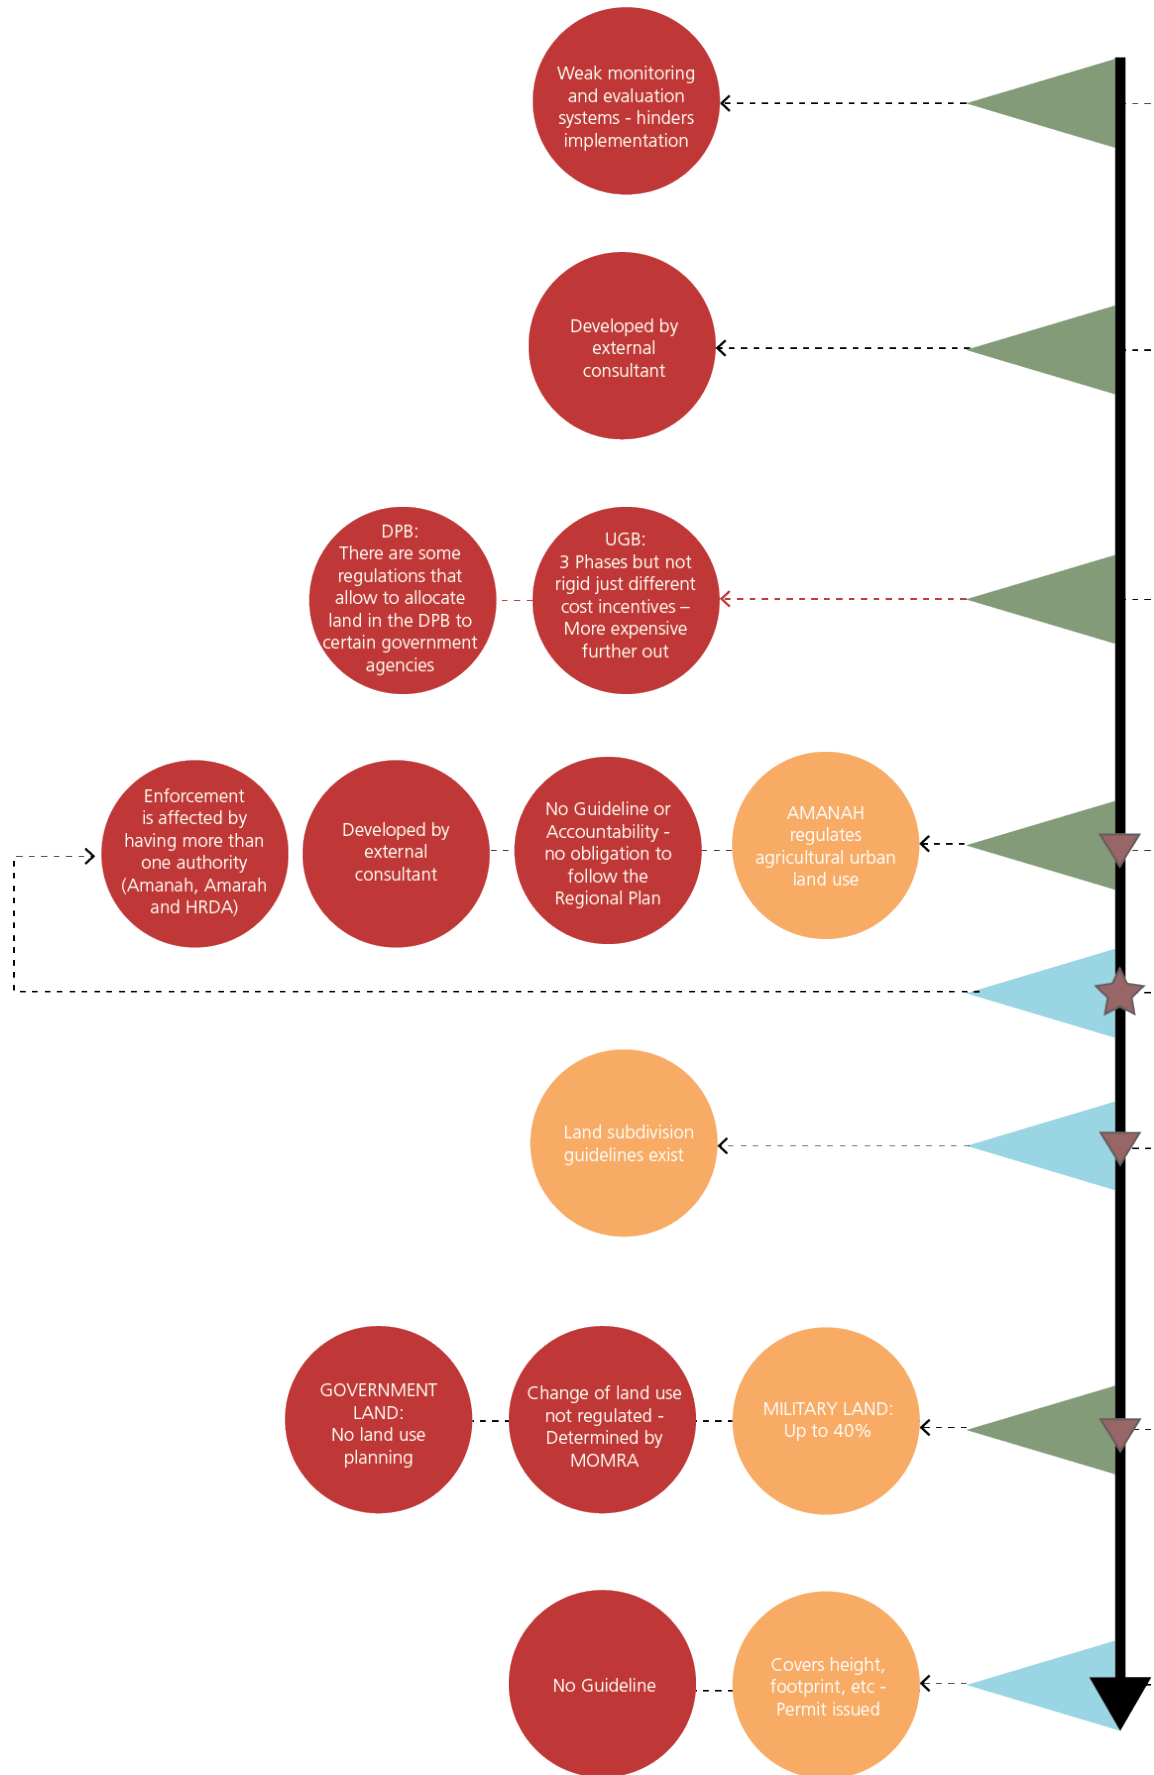 Weak monitoring
and evaluation
systems - hinders
implementation
Developed by
external
consultant
DPB:
There are some
regulations that
allow to allocate
land in the DPB to
certain government
agencies
UGB:
3 Phases but not
rigid just different
cost incentives –
More expensive
further out
Enforcement
is affected by
having more than
one authority
(Amanah, Amarah
and HRDA)
Developed by
external
consultant
No Guideline or
Accountability -
no obligation to
follow the
Regional Plan
AMANAH
regulates
agricultural urban
land use
Land subdivision
guidelines exist
GOVERNMENT
LAND:
No land use
planning
Change of land use
not regulated -
Determined by
MOMRA
MILITARY LAND:
Up to 40%
No Guideline
Covers height,
footprint, etc -
Permit issued